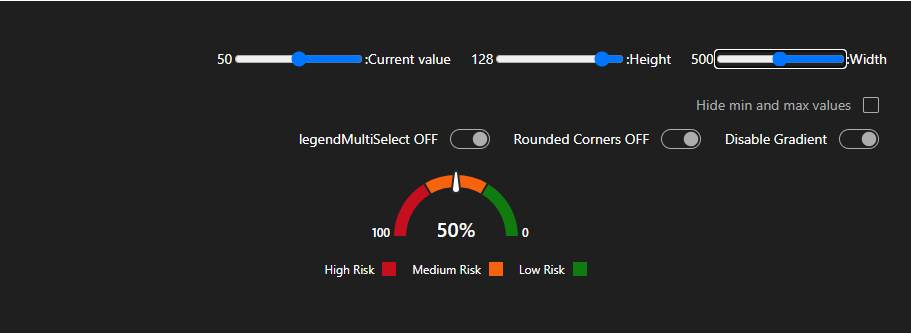 50 :Current value 128 :Height 500 :Width
Hide min and max values
legendMultiSelect OFF Rounded Corners OFF Disable Gradient
100 50% 0
High Risk Medium Risk Low Risk